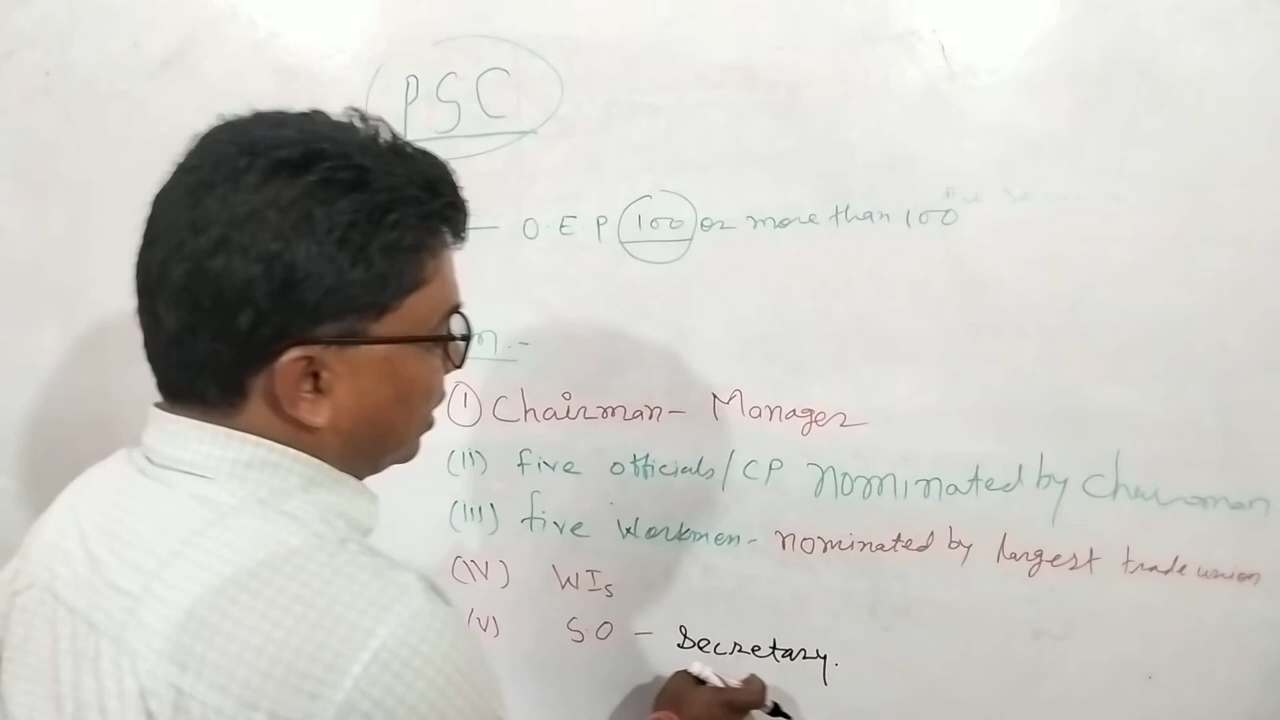 PSC
— O.E.P 100 or more than 100
m.-
① Chairman - Manager
(II) five officials/CP nominated by Chairman
(III) five workmen - nominated by largest trade union
(IV) WIs
(V) S.O - Secretary.